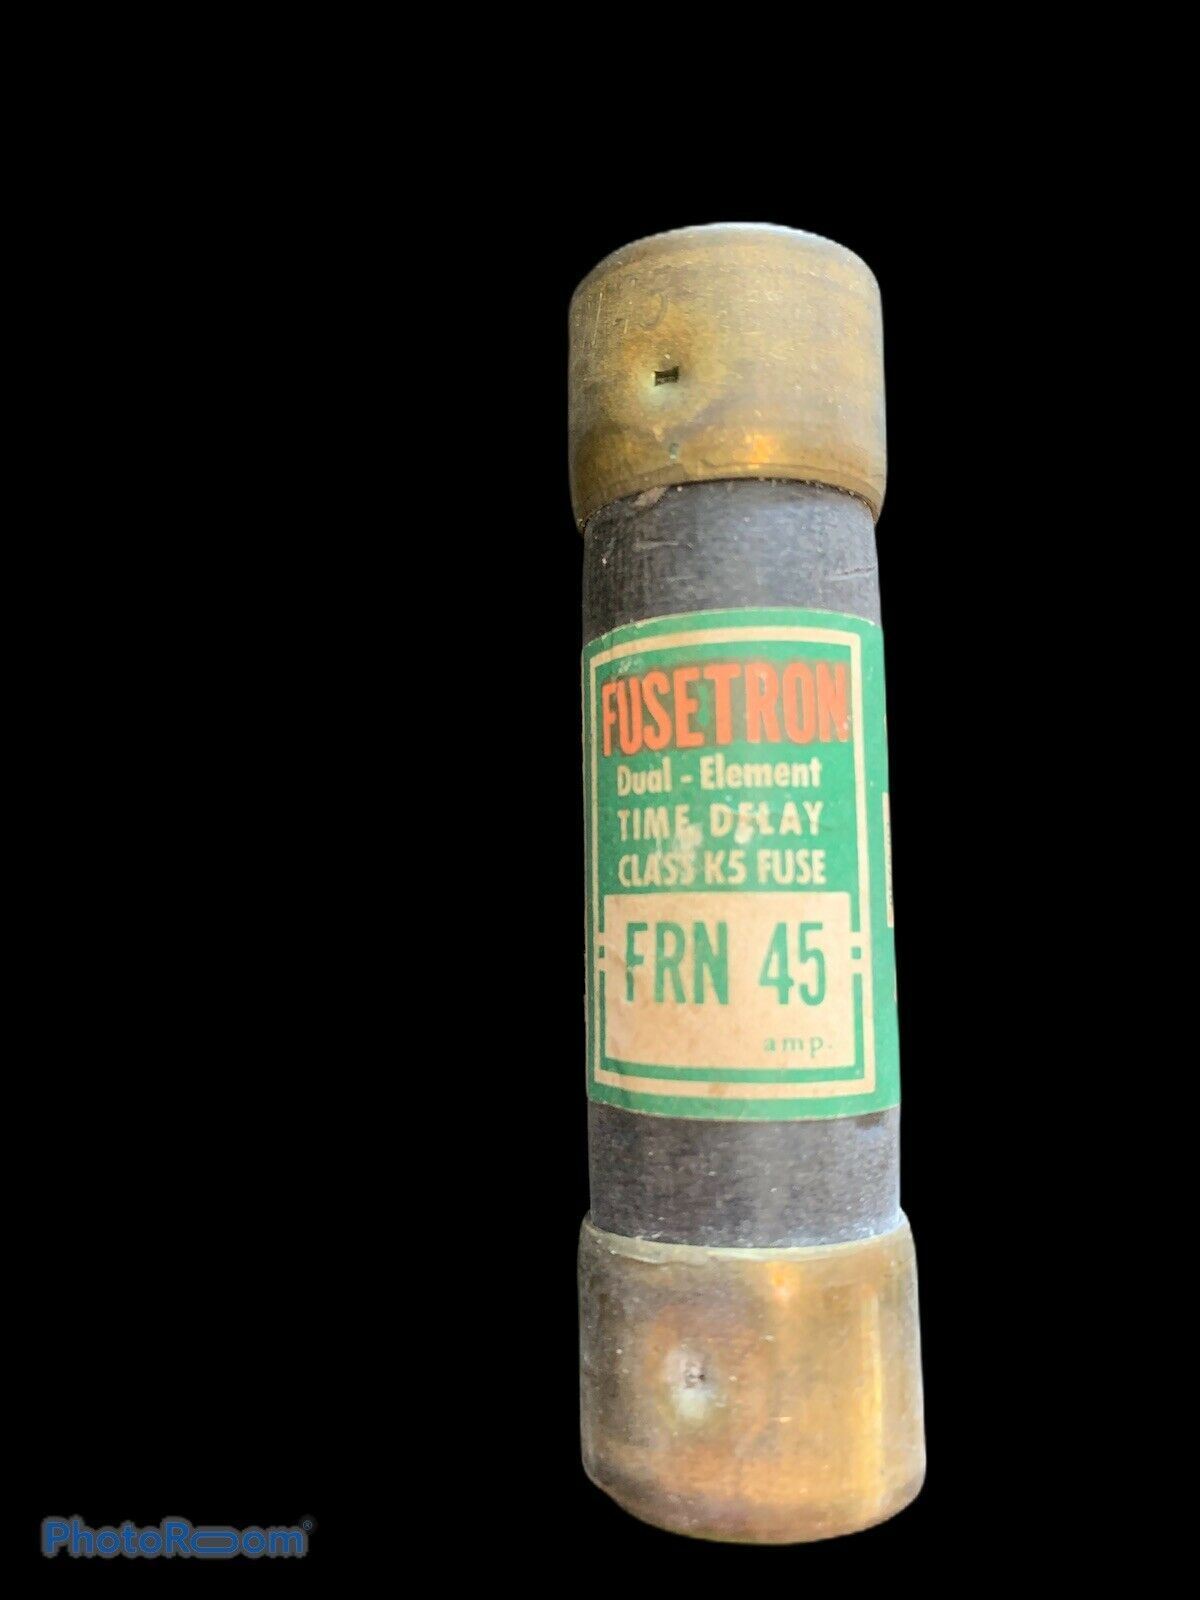 FUSETRON
Dual - Element
TIME DELAY
CLASS K5 FUSE
FRN 45
amp.
PhotoRoom®